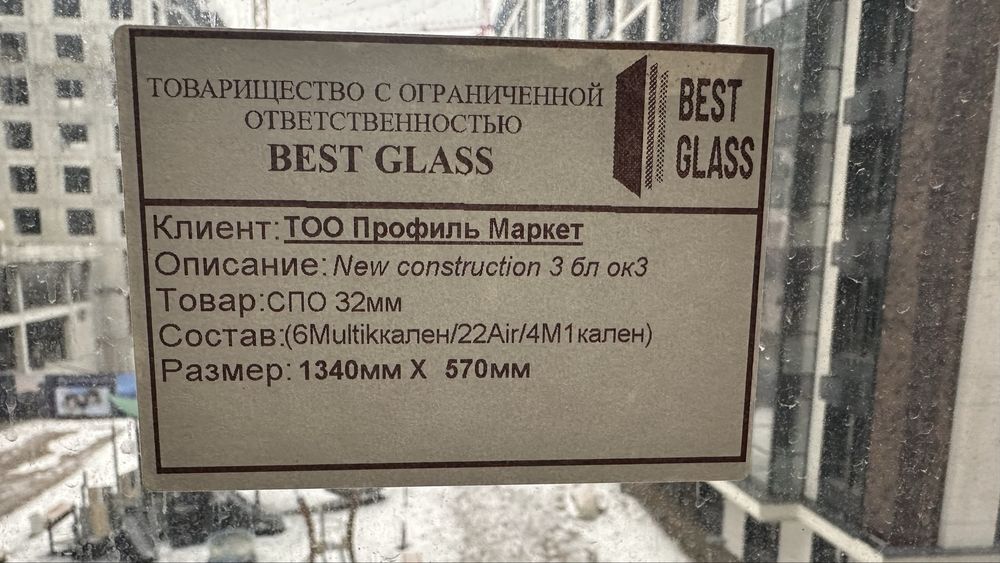 ТОВАРИЩЕСТВО С ОГРАНИЧЕННОЙ
ОТВЕТСТВЕННОСТЬЮ
BEST GLASS
BEST
GLASS
Клиент: ТОО Профиль Маркет
Описание: New construction 3 бл ок3
Товар:СПО 32мм
Состав:(6Multikкален/22Air/4М1кален)
Размер: 1340мм X 570мм